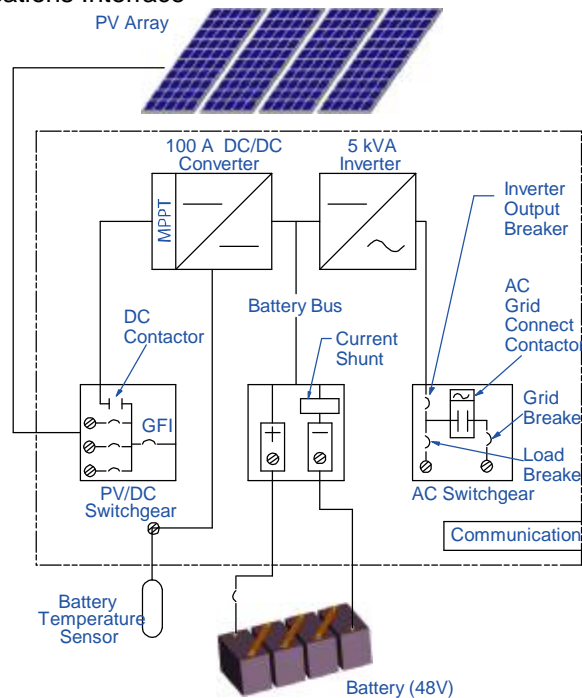 PV Array
100 A  DC/DC
Converter
5 kVA
Inverter
MPPT
Inverter
Output
Breaker
Battery Bus
AC
Grid
Connect
Contactor
DC
Contactor
Current
Shunt
GFI
Grid
Breake
Load
Breake
PV/DC
Switchgear
AC Switchgear
Communication
Battery
Temperature
Sensor
Battery (48V)